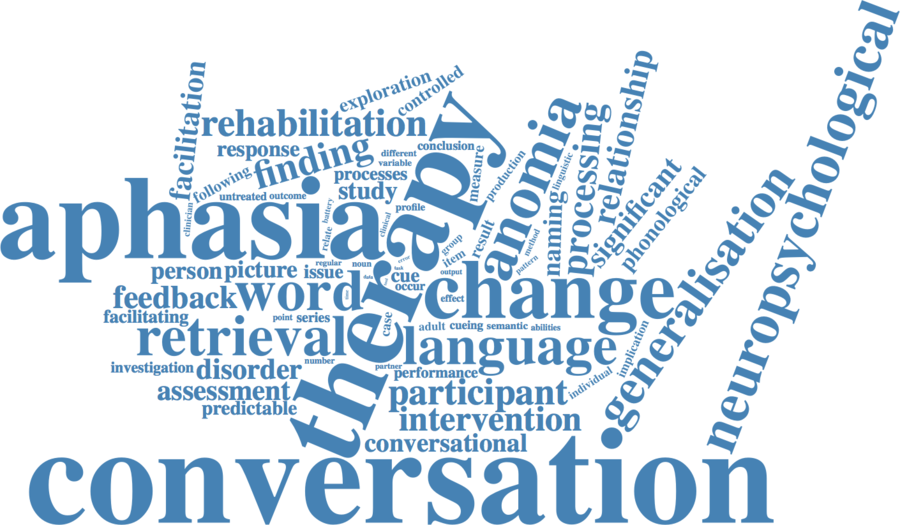 neuropsychological
relationship
facilitation
exploration
controlled
rehabilitation
therapy
anomia
processing
response
finding
different
variable
conclusion
measure
production
linguistic
naming
significant
phonological
following
processes
study
untreated
outcome
clinician
battery
relate
clinical
profile
aphasia
group
item
result
method
pattern
generalisation
person
picture
issue
regular
noun
error
task
data
cue
occur
output
effect
change
feedback
word
facilitating
point
series
case
adult
cueing
semantic
abilities
retrieval
language
implication
individual
investigation
disorder
number
partner
performance
assessment
participant
predictable
intervention
conversational
conversation